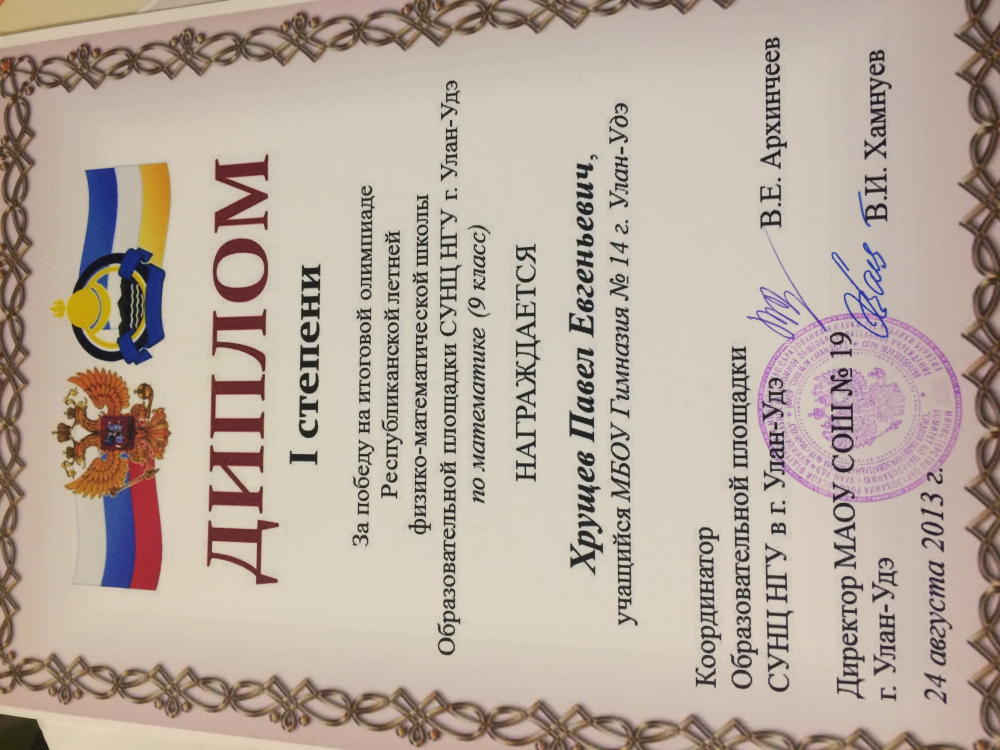 ДИПЛОМ
I степени
За победу на итоговой олимпиаде
Республиканской летней
физико-математической школы
Образовательной площадки СУНЦ НГУ г. Улан-Удэ
по математике (9 класс)
НАГРАЖДАЕТСЯ
Хрущев Павел Евгеньевич,
учащийся МБОУ Гимназия № 14 г. Улан-Удэ
Координатор
Образовательной площадки
СУНЦ НГУ в г. Улан-Удэ В.Е. Архинчеев
Директор МАОУ СОШ № 19 В.И. Хамнуев
г. Улан-Удэ
24 августа 2013 г.